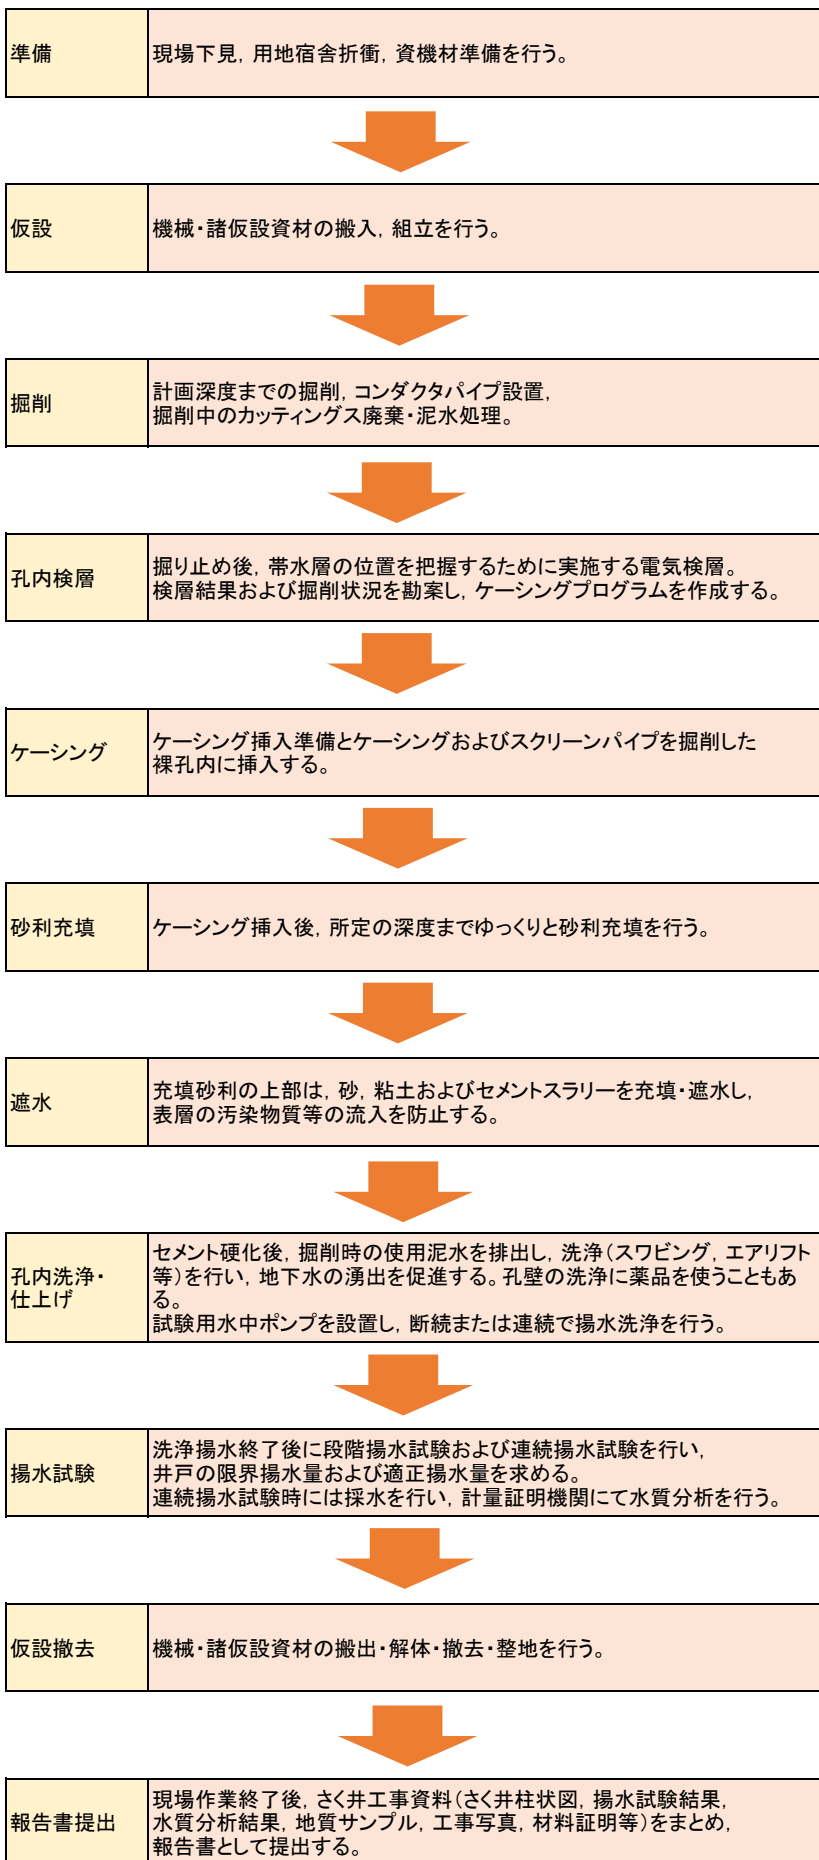 準備
現場下見，用地宿舎折衝，資機材準備を行う。
仮設
機械・諸仮設資材の搬入，組立を行う。
掘削
計画深度までの掘削，コンダクタパイプ設置，
掘削中のカッティングス廃棄・泥水処理。
孔内検層
掘り止め後，帯水層の位置を把握するために実施する電気検層。
検層結果および掘削状況を勘案し，ケーシングプログラムを作成する。
ケーシング
ケーシング挿入準備とケーシングおよびスクリーンパイプを掘削した
裸孔内に挿入する。
砂利充填
ケーシング挿入後，所定の深度までゆっくりと砂利充填を行う。
遮水
充填砂利の上部は，砂，粘土およびセメントスラリーを充填・遮水し，
表層の汚染物質等の流入を防止する。
孔内洗浄・
仕上げ
セメント硬化後，掘削時の使用泥水を排出し，洗浄（スワビング，エアリフト
等）を行い，地下水の湧出を促進する。孔壁の洗浄に薬品を使うこともあ
る。
試験用水中ポンプを設置し，断続または連続で揚水洗浄を行う。
揚水試験
洗浄揚水終了後に段階揚水試験および連続揚水試験を行い，
井戸の限界揚水量および適正揚水量を求める。
連続揚水試験時には採水を行い，計量証明機関にて水質分析を行う。
仮設撤去
機械・諸仮設資材の搬出・解体・撤去・整地を行う。
報告書提出
現場作業終了後，さく井工事資料（さく井柱状図，揚水試験結果，
水質分析結果，地質サンプル，工事写真，材料証明等）をまとめ，
報告書として提出する。